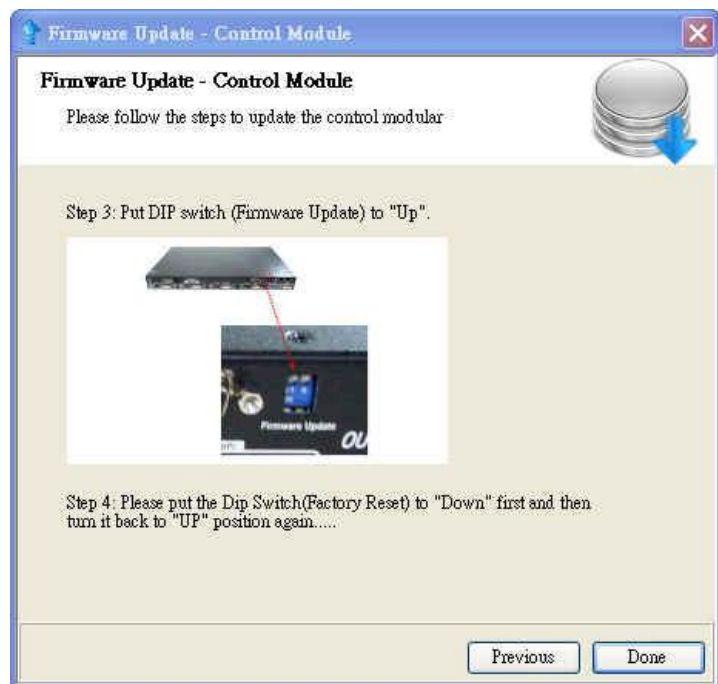 Firmware Update - Control Module
Firmware Update - Control Module
Please follow the steps to update the control modular
Step 3: Put DIP switch (Firmware Update) to "Up".
Firmware Update
OU
Step 4: Please put the Dip Switch(Factory Reset) to "Down" first and then
turn it back to "UP" position again.....
Previous
Done